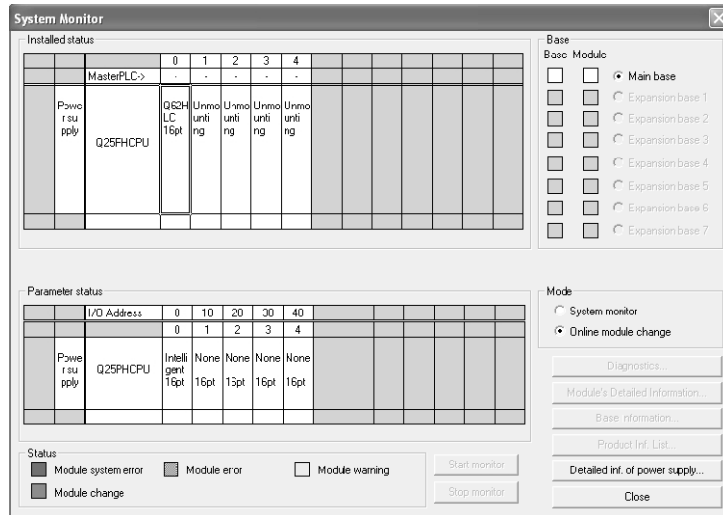 System Monitor
Installed status
0 1 2 3 4
MasterPLC-> - - - - -
Powe
r su
pply
Q25PHCPU
Q62H
LC
16pt
Unmo
unti
ng
Unmo
unti
ng
Unmo
unti
ng
Unmo
unti
ng
Base
Base Module
Main base
Expansion base 1
Expansion base 2
Expansion base 3
Expansion base 4
Expansion base 5
Expansion base 6
Expansion base 7
Parameter status
I/O Address 0 10 20 30 40
0 1 2 3 4
Powe
r su
pply
Q25PHCPU
Intelli
gent
16pt
None
16pt
None
16pt
None
16pt
None
16pt
Mode
System monitor
Online module change
Diagnostics...
Module's Detailed Information...
Base Information...
Product Inf. List...
Detailed inf. of power supply...
Close
Status
Module system error
Module error
Module warning
Module change
Start monitor
Stop monitor